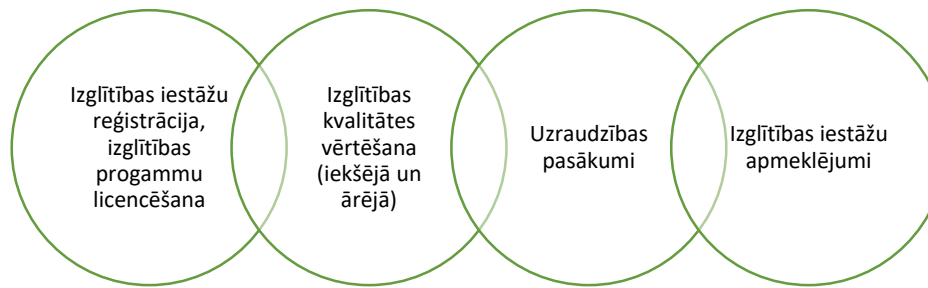 Izglītības iestāžu
reģistrācija,
izglītības
progammu
licencēšana
Izglītības
kvalitātes
vērtēšana
(iekšējā un
ārējā)
Uzraudzības
pasākumi
Izglītības iestāžu
apmeklējumi